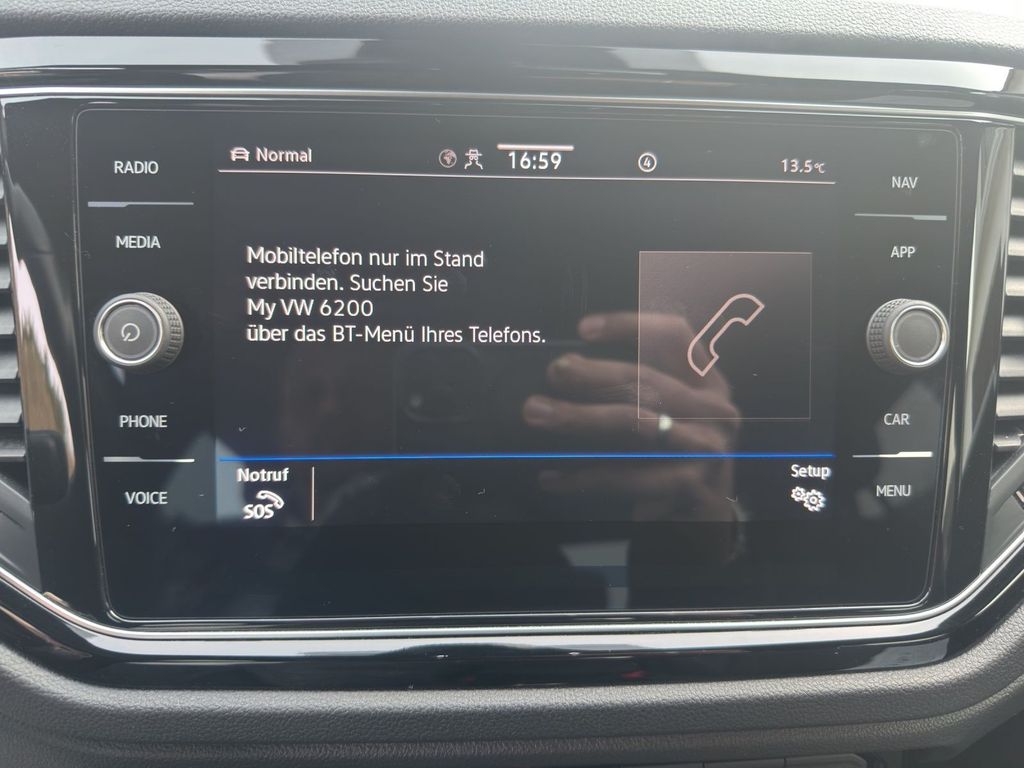 RADIO
MEDIA
PHONE
VOICE
Normal
16:59
4
13.5°C
Mobiltelefon nur im Stand
verbinden. Suchen Sie
My VW 6200
über das BT-Menü Ihres Telefons.
Notruf
SOS
Setup
NAV
APP
CAR
MENU